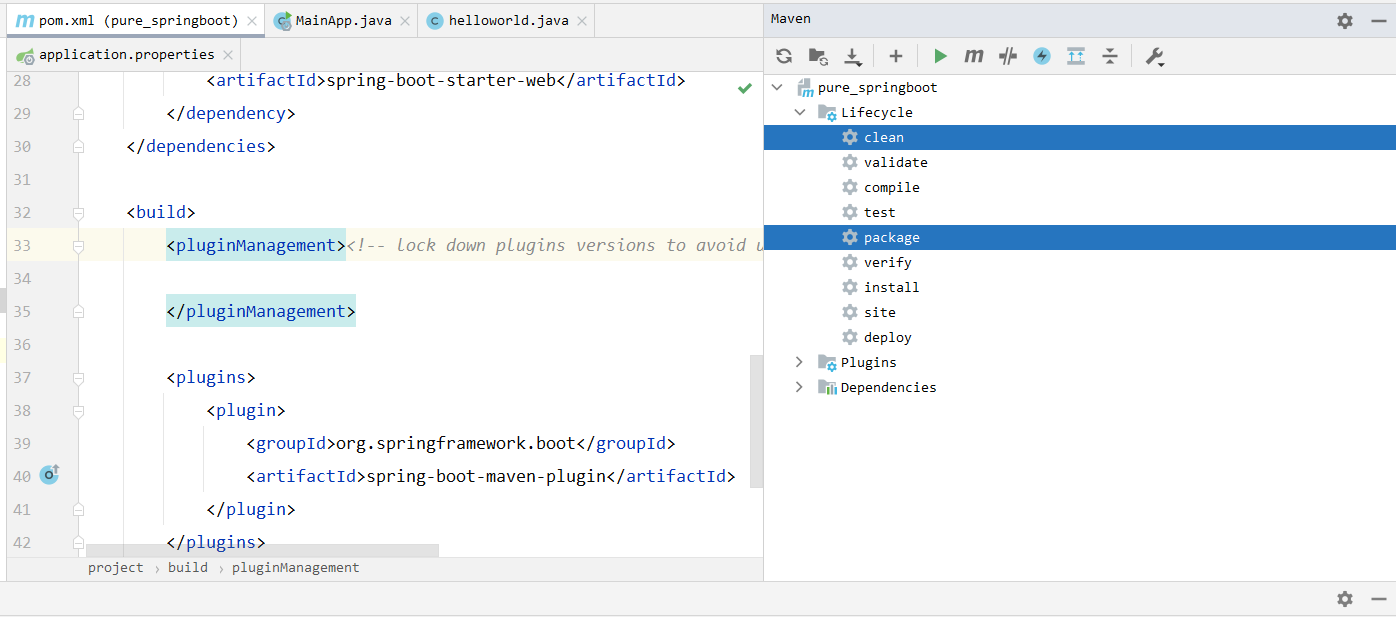 pom.xml (pure_springboot)
MainApp.java
helloworld.java
application.properties
28 <artifactId>spring-boot-starter-web</artifactId>
29 </dependency>
30 </dependencies>
31
32 <build>
33 <pluginManagement><!-- lock down plugins versions to avoid
34
35 </pluginManagement>
36
37 <plugins>
38 <plugin>
39 <groupId>org.springframework.boot</groupId>
40 <artifactId>spring-boot-maven-plugin</artifactId>
41 </plugin>
42 </plugins>
project › build › pluginManagement
Maven
pure_springboot
Lifecycle
clean
validate
compile
test
package
verify
install
site
deploy
Plugins
Dependencies